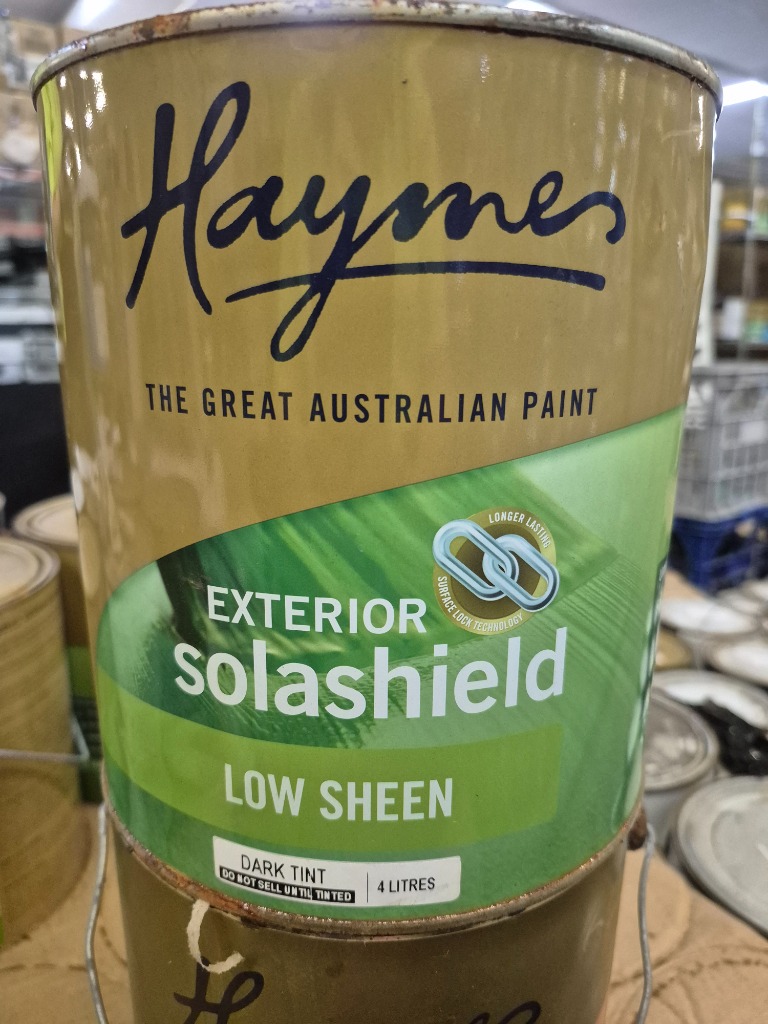 Haymes
THE GREAT AUSTRALIAN PAINT
LONGER LASTING
SURFACE LOCK TECHNOLOGY
EXTERIOR
solashield
LOW SHEEN
DARK TINT
DO NOT SELL UNTIL TINTED
4 LITRES